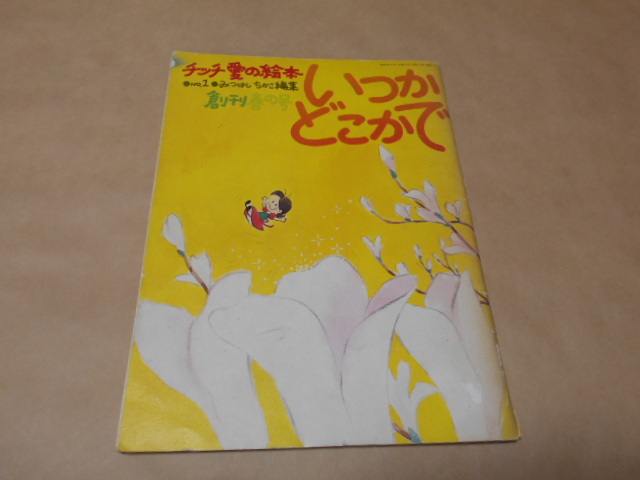 チッチ愛の絵本
●no.1●みつはしちかこ編集
創刊春の号
いつか
どこかで